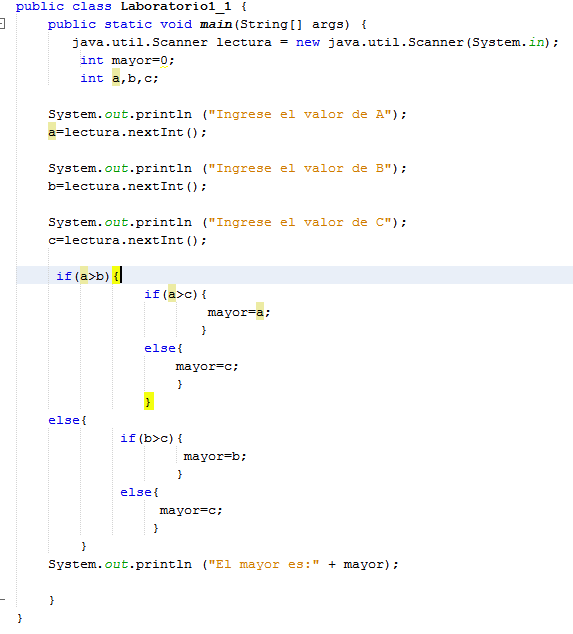 public class Laboratorio1_1 {
public static void main(String[] args) {
java.util.Scanner lectura = new java.util.Scanner(System.in);
int mayor=0;
int a,b,c;
System.out.println ("Ingrese el valor de A");
a=lectura.nextInt();
System.out.println ("Ingrese el valor de B");
b=lectura.nextInt();
System.out.println ("Ingrese el valor de C");
c=lectura.nextInt();
if(a>b){
if(a>c){
mayor=a;
}
else{
mayor=c;
}
}
else{
if(b>c){
mayor=b;
}
else{
mayor=c;
}
}
System.out.println ("El mayor es:" + mayor);
}
}